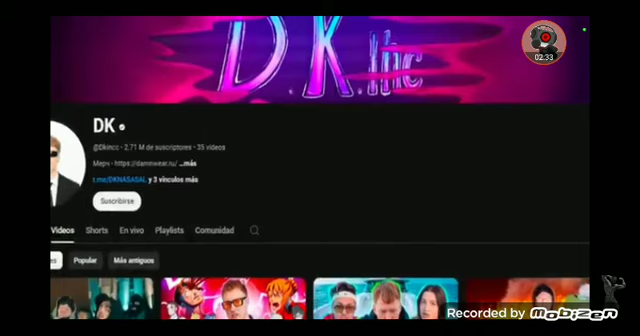 D.K.Inc
02:33
DK
@Dkincc • 2,71 M de suscriptores • 35 videos
Мерч - https://damnwear.ru/ ...más
t.me/DKNASASAL y 3 vínculos más
Suscribirse
Videos Shorts En vivo Playlists Comunidad
Popular Más antiguos
Recorded by Mobizen